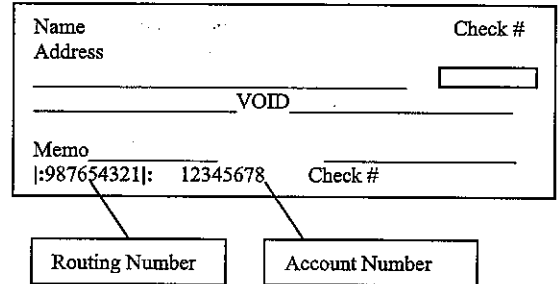 Name Check #
Address
VOID
Memo
|:987654321|: 12345678 Check #
Routing Number Account Number